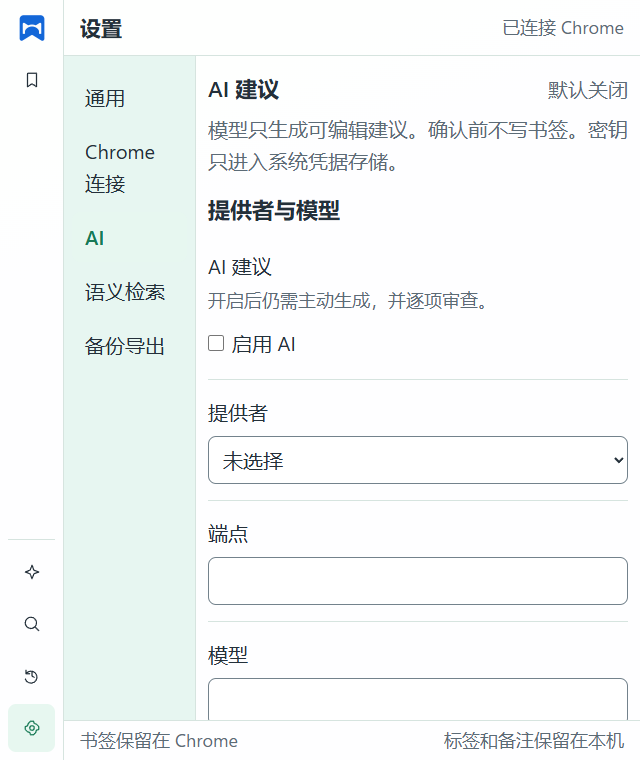 设置
已连接 Chrome
通用
Chrome
连接
AI
语义检索
备份导出
AI 建议
默认关闭
模型只生成可编辑建议。确认前不写书签。密钥
只进入系统凭据存储。
提供者与模型
AI 建议
开启后仍需主动生成，并逐项审查。
启用 AI
提供者
未选择
端点
模型
书签保留在 Chrome
标签和备注保留在本机